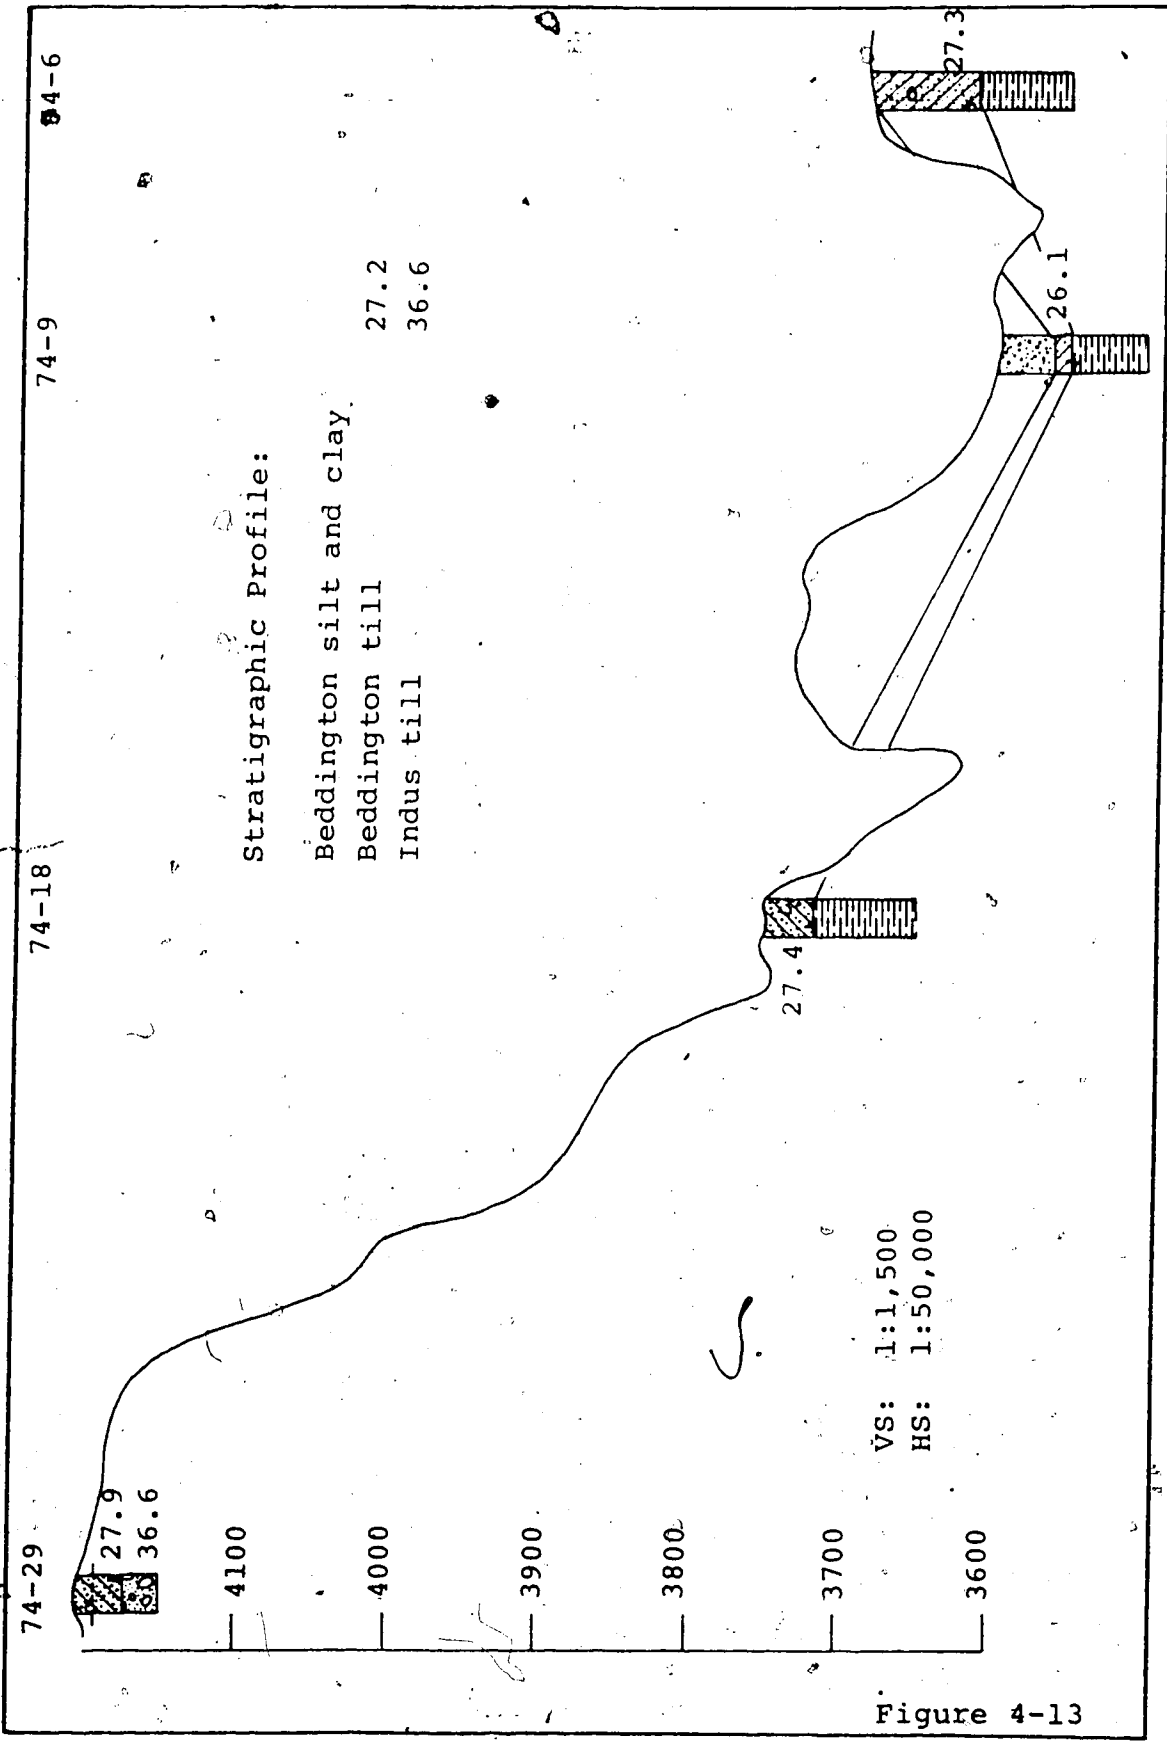 74-29
74-18
74-9
54-6
Stratigraphic Profile:
Beddington silt and clay
Beddington till 27.2
Indus till 36.6
27.9
36.6
27.4
26.1
27.3
4100
4000
3900
3800
3700
3600
VS: 1:1,500
HS: 1:50,000
Figure 4-13